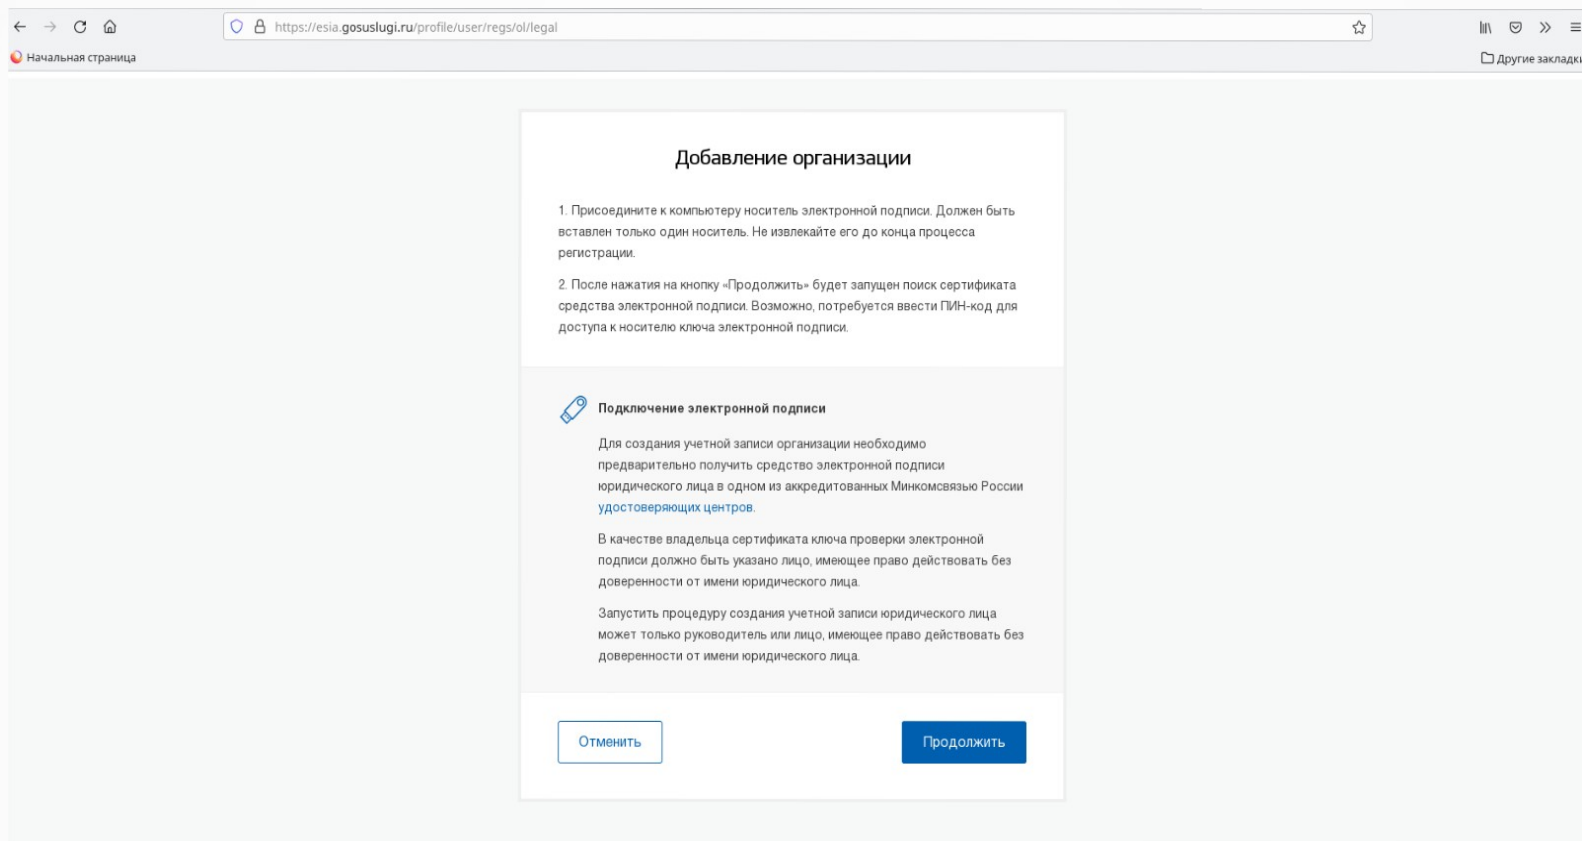 https://esia.gosuslugi.ru/profile/user/regs/ol/legal
Начальная страница
Другие закладки
Добавление организации
1. Присоедините к компьютеру носитель электронной подписи. Должен быть
вставлен только один носитель. Не извлекайте его до конца процесса
регистрации.
2. После нажатия на кнопку «Продолжить» будет запущен поиск сертификата
средства электронной подписи. Возможно, потребуется ввести ПИН-код для
доступа к носителю ключа электронной подписи.
Подключение электронной подписи
Для создания учетной записи организации необходимо
предварительно получить средство электронной подписи
юридического лица в одном из аккредитованных Минкомсвязью России
удостоверяющих центров.
В качестве владельца сертификата ключа проверки электронной
подписи должно быть указано лицо, имеющее право действовать без
доверенности от имени юридического лица.
Запустить процедуру создания учетной записи юридического лица
может только руководитель или лицо, имеющее право действовать без
доверенности от имени юридического лица.
Отменить
Продолжить